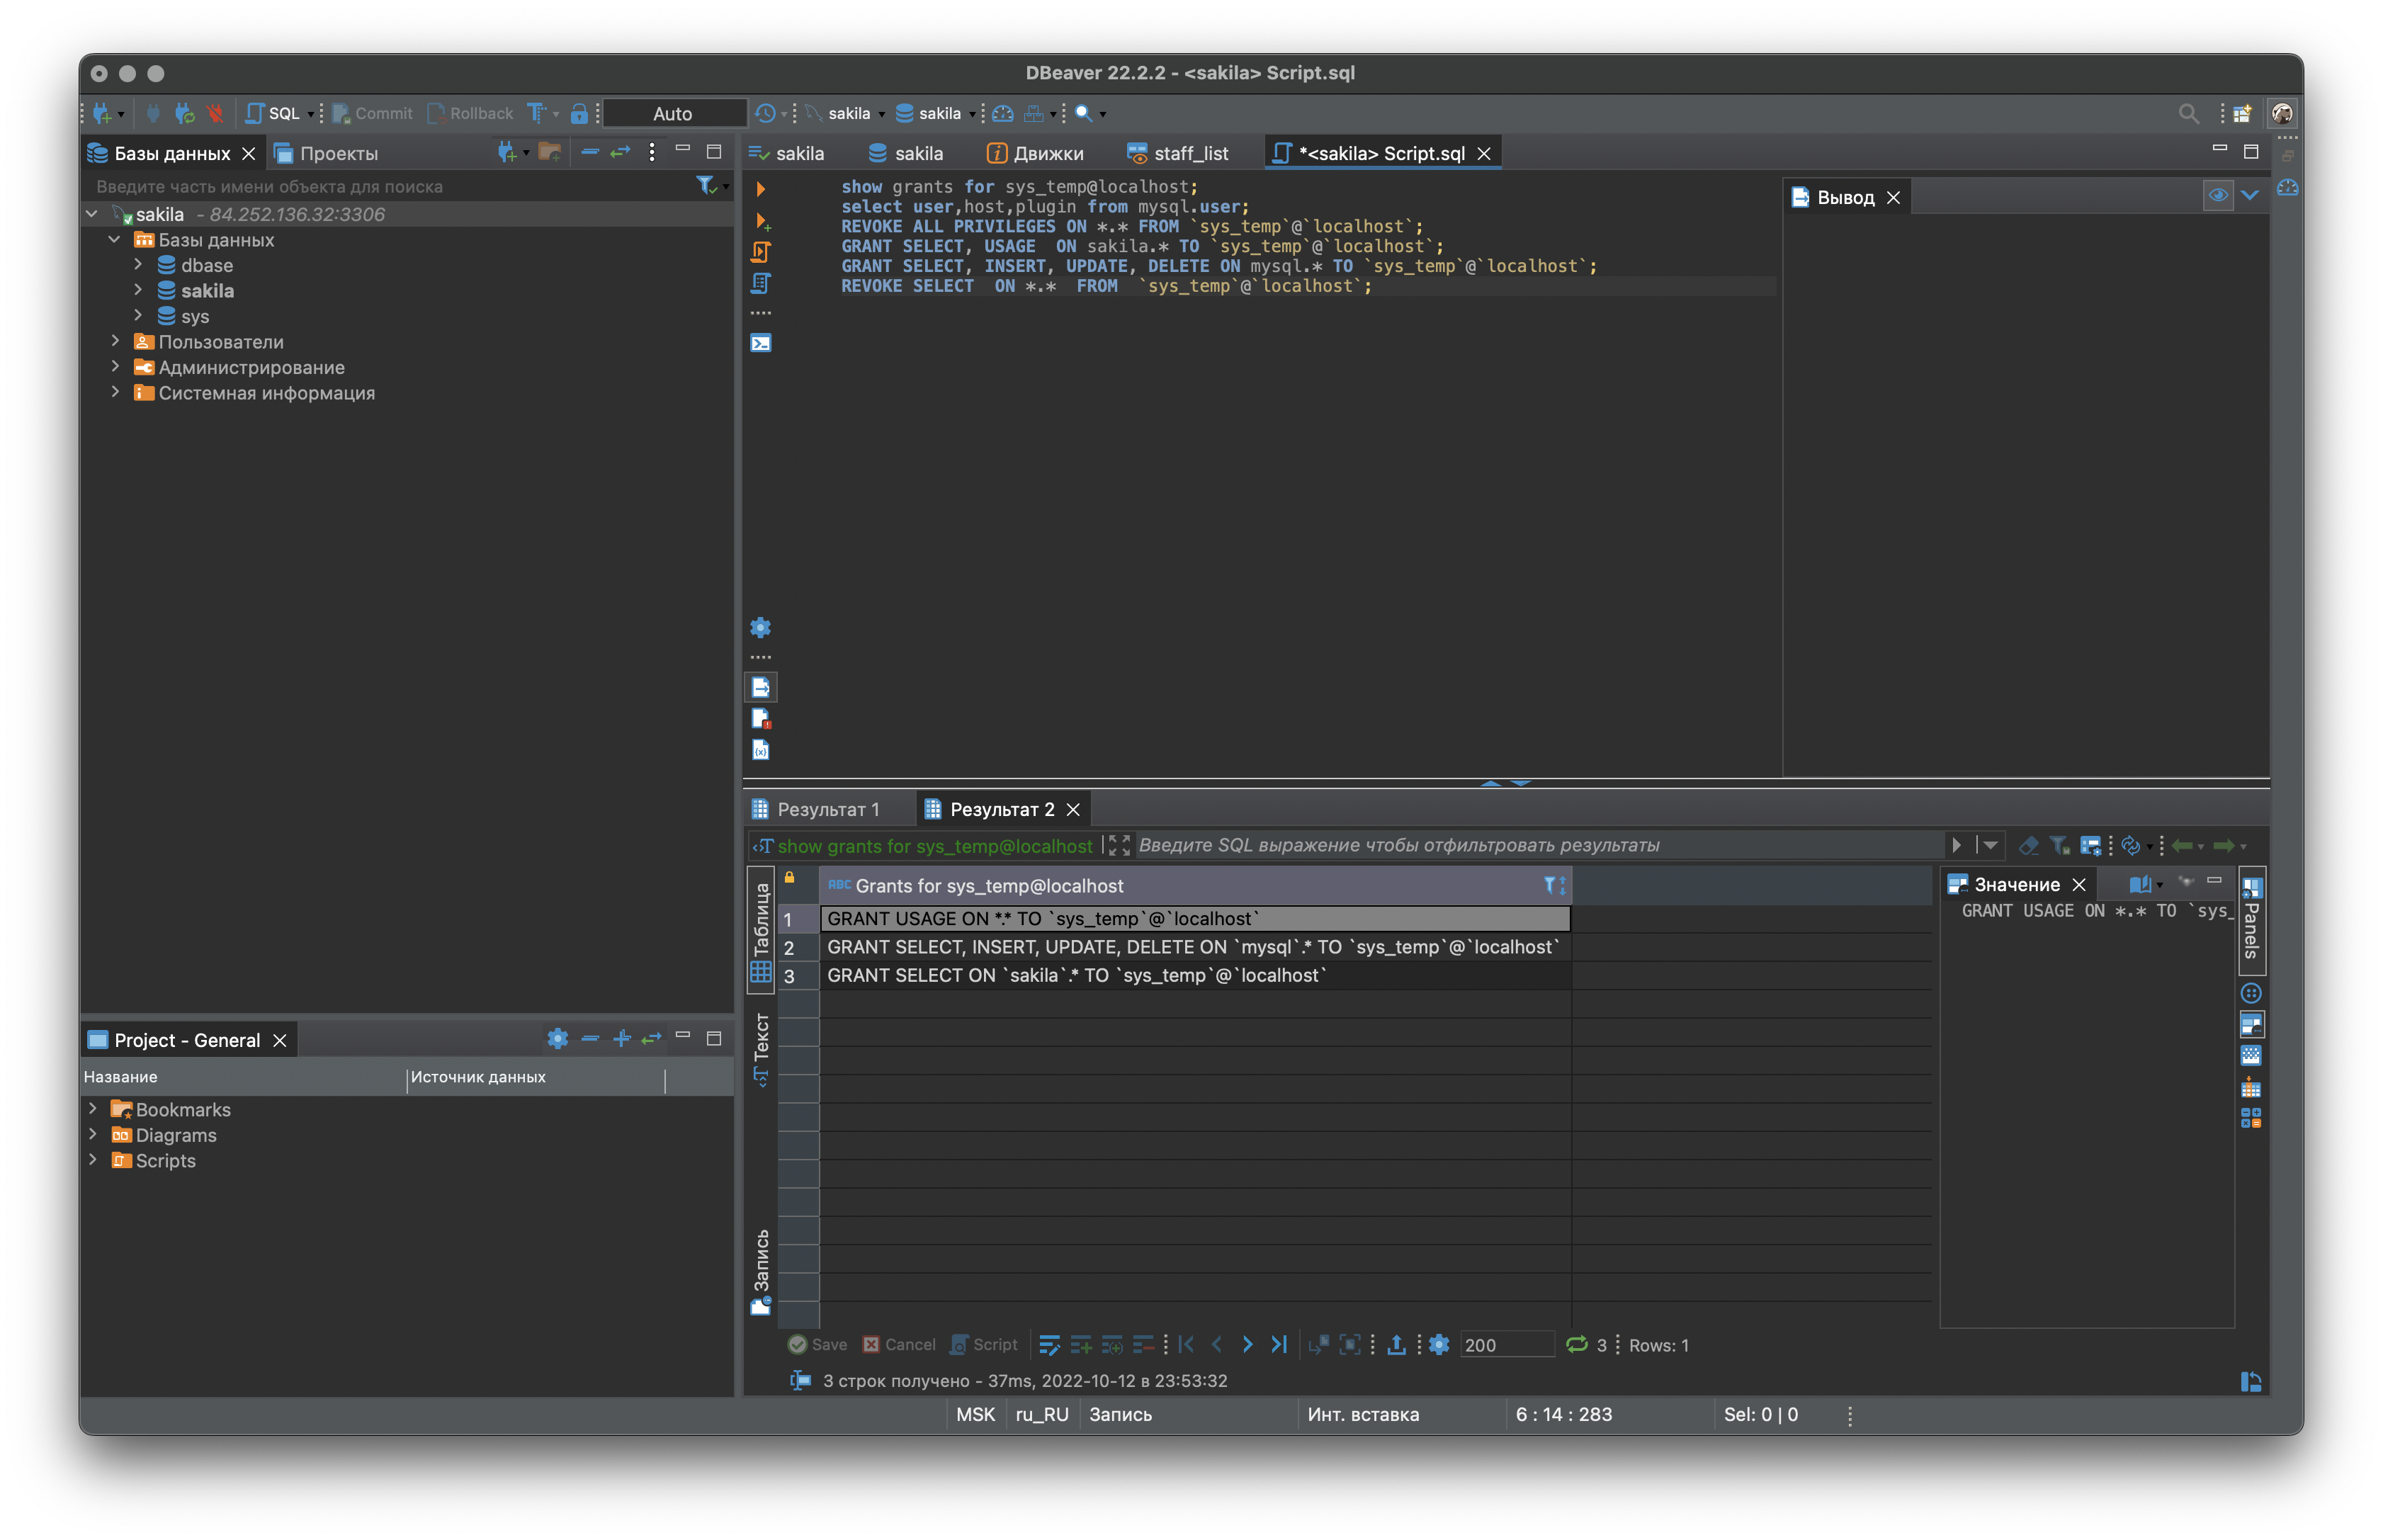 DBeaver 22.2.2 - <sakila> Script.sql
SQL Commit Rollback Auto sakila sakila
Базы данных Проекты
Введите часть имени объекта для поиска
sakila - 84.252.136.32:3306
Базы данных
dbase
sakila
sys
Пользователи
Администрирование
Системная информация
sakila sakila Движки staff_list *<sakila> Script.sql
show grants for sys_temp@localhost;
select user,host,plugin from mysql.user;
REVOKE ALL PRIVILEGES ON *.* FROM `sys_temp`@`localhost`;
GRANT SELECT, USAGE  ON sakila.* TO `sys_temp`@`localhost`;
GRANT SELECT, INSERT, UPDATE, DELETE ON mysql.* TO `sys_temp`@`localhost`;
REVOKE SELECT  ON *.*  FROM  `sys_temp`@`localhost`;
Вывод
Результат 1 Результат 2
show grants for sys_temp@localhost Введите SQL выражение чтобы отфильтровать результаты
Таблица
Текст
Запись
ABC Grants for sys_temp@localhost
1 GRANT USAGE ON *.* TO `sys_temp`@`localhost`
2 GRANT SELECT, INSERT, UPDATE, DELETE ON `mysql`.* TO `sys_temp`@`localhost`
3 GRANT SELECT ON `sakila`.* TO `sys_temp`@`localhost`
Значение
GRANT USAGE ON *.* TO `sys_
Panels
Save Cancel Script 200 3 Rows: 1
3 строк получено - 37ms, 2022-10-12 в 23:53:32
Project - General
Название Источник данных
Bookmarks
Diagrams
Scripts
MSK ru_RU Запись Инт. вставка 6 : 14 : 283 Sel: 0 | 0